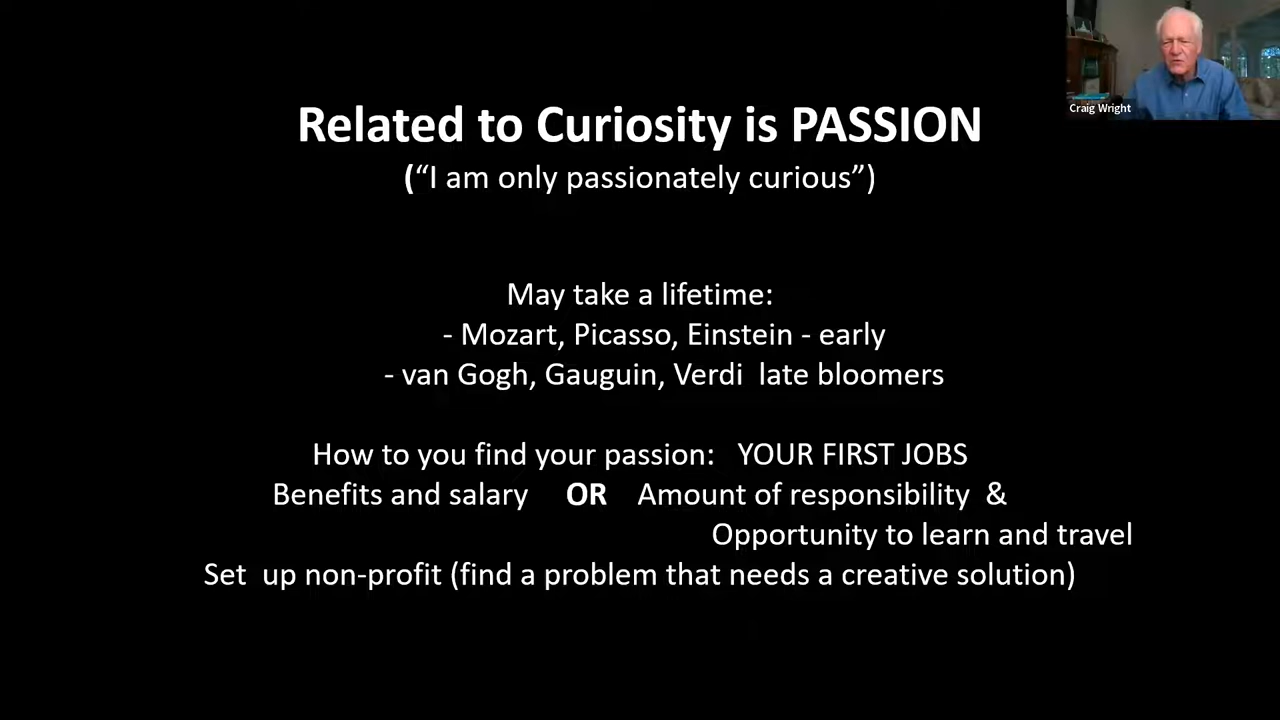 Craig Wright
Related to Curiosity is PASSION
(“I am only passionately curious”)
May take a lifetime:
- Mozart, Picasso, Einstein - early
- van Gogh, Gauguin, Verdi  late bloomers
How to you find your passion:   YOUR FIRST JOBS
Benefits and salary     OR    Amount of responsibility  &
Opportunity to learn and travel
Set  up non-profit (find a problem that needs a creative solution)